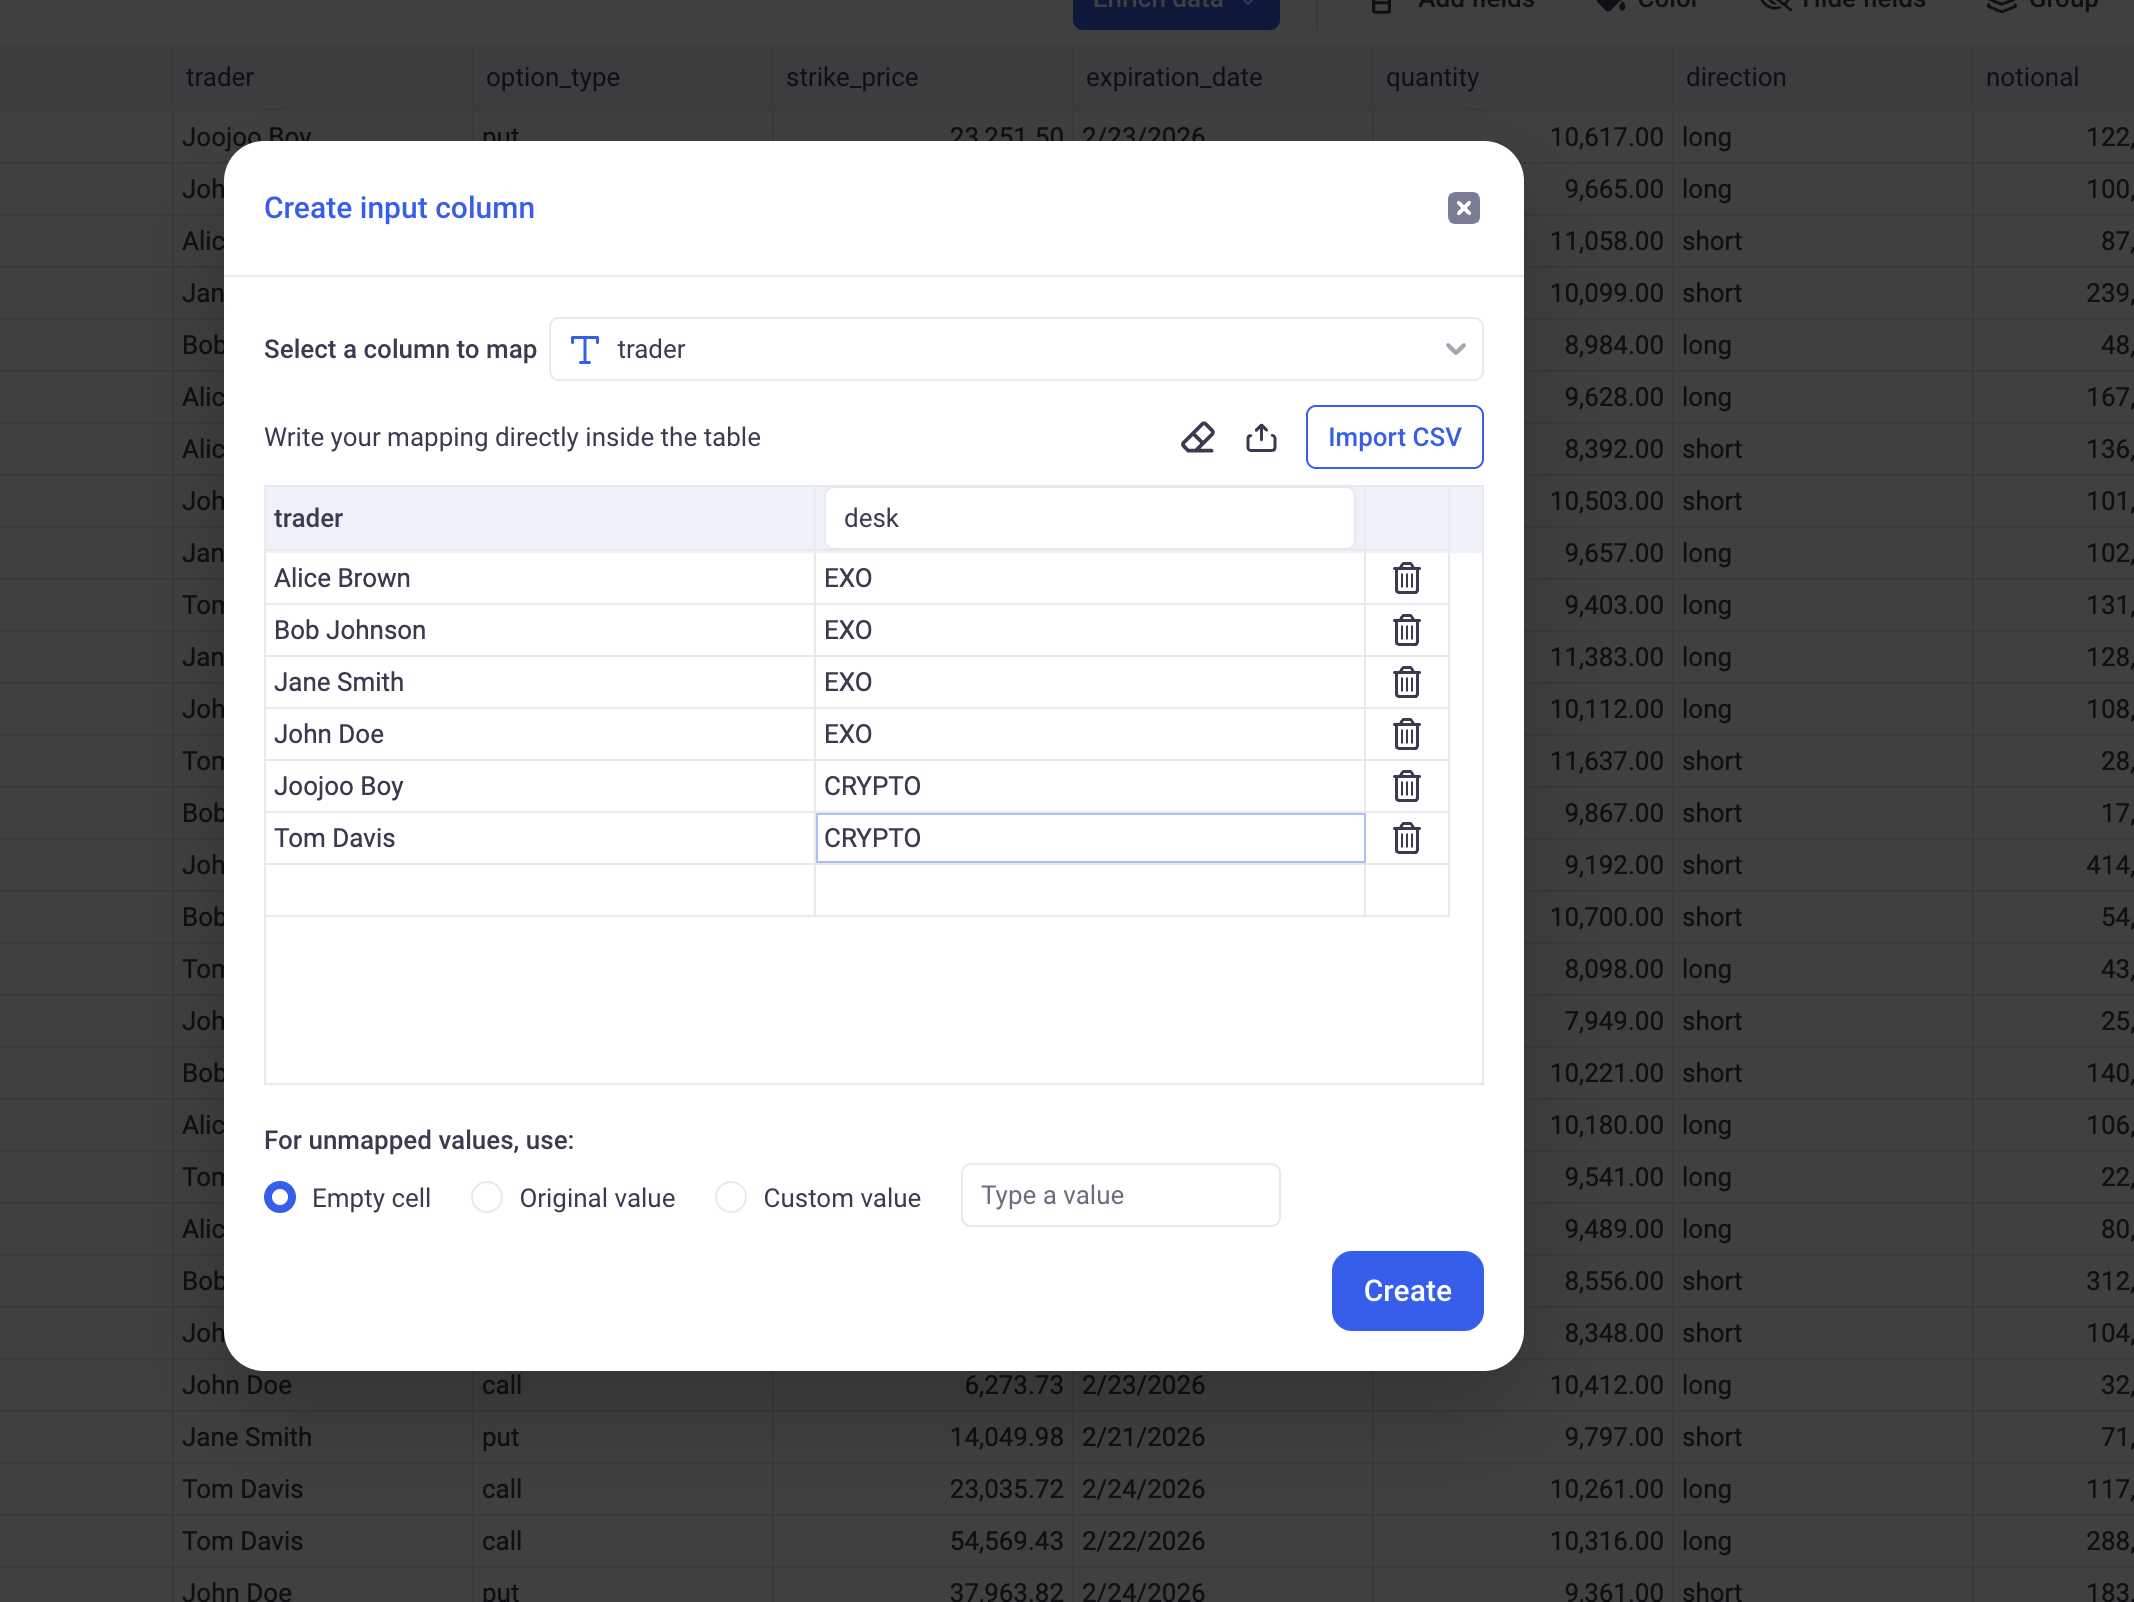 Enrich data Add fields Color Hide fields Group
trader option_type strike_price expiration_date quantity direction notional
Joojoo Boy put 23,251.50 2/23/2026 10,617.00 long 122,
Joh 9,665.00 long 100,
Create input column
Alic 11,058.00 short 87,
Jan 10,099.00 short 239,
Select a column to map trader
Bob 8,984.00 long 48,
Alic 9,628.00 long 167,
Write your mapping directly inside the table Import CSV
Alic 8,392.00 short 136,
Joh 10,503.00 short 101,
trader desk
Jan 9,657.00 long 102,
Alice Brown EXO
Tom 9,403.00 long 131,
Bob Johnson EXO
Jan 11,383.00 long 128,
Jane Smith EXO
Joh 10,112.00 long 108,
John Doe EXO
Tom 11,637.00 short 28,
Joojoo Boy CRYPTO
Bob 9,867.00 short 17,
Tom Davis CRYPTO
Joh 9,192.00 short 414,
Bob 10,700.00 short 54,
Tom 8,098.00 long 43,
Joh 7,949.00 short 25,
Bob 10,221.00 short 140,
Alic 10,180.00 long 106,
For unmapped values, use:
Tom 9,541.00 long 22,
Empty cell Original value Custom value Type a value
Alic 9,489.00 long 80,
Bob 8,556.00 short 312,
Create
Joh 8,348.00 short 104,
John Doe call 6,273.73 2/23/2026 10,412.00 long 32,
Jane Smith put 14,049.98 2/21/2026 9,797.00 short 71,
Tom Davis call 23,035.72 2/24/2026 10,261.00 long 117,
Tom Davis call 54,569.43 2/22/2026 10,316.00 long 288,
John Doe put 37,963.82 2/24/2026 9,361.00 short 183,